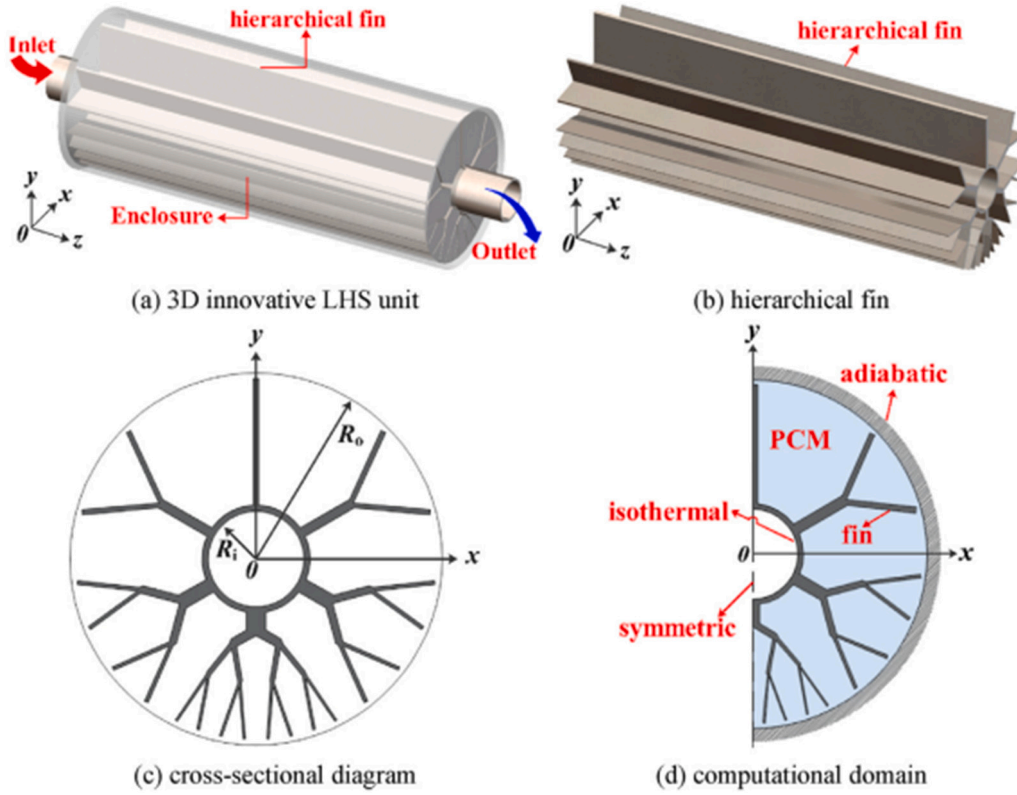 hierarchical fin
Inlet
Enclosure
Outlet
y
x
0
z
(a) 3D innovative LHS unit
hierarchical fin
y
x
0
z
(b) hierarchical fin
y
Rₒ
Rᵢ
0
x
(c) cross-sectional diagram
y
adiabatic
PCM
isothermal
fin
0
x
symmetric
(d) computational domain